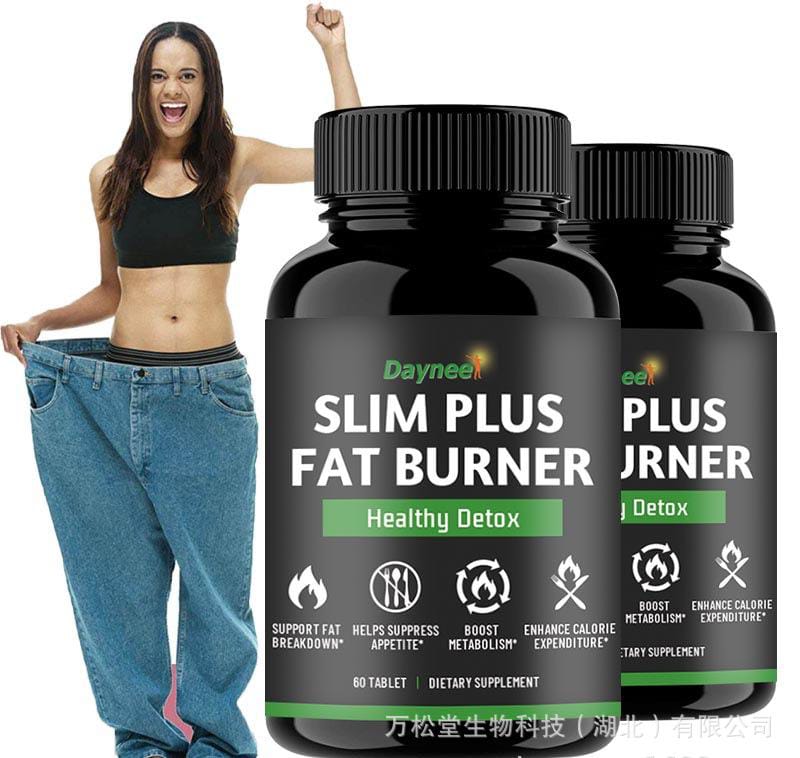 Daynee
SLIM PLUS
FAT BURNER
Healthy Detox
SUPPORT FAT
BREAKDOWN*
HELPS SUPPRESS
APPETITE*
BOOST
METABOLISM*
ENHANCE CALORIE
EXPENDITURE*
60 TABLET | DIETARY SUPPLEMENT
ee
PLUS
URNER
y Detox
BOOST
METABOLISM*
ENHANCE CALORIE
EXPENDITURE*
ETARY SUPPLEMENT
万松堂生物科技（湖北）有限公司